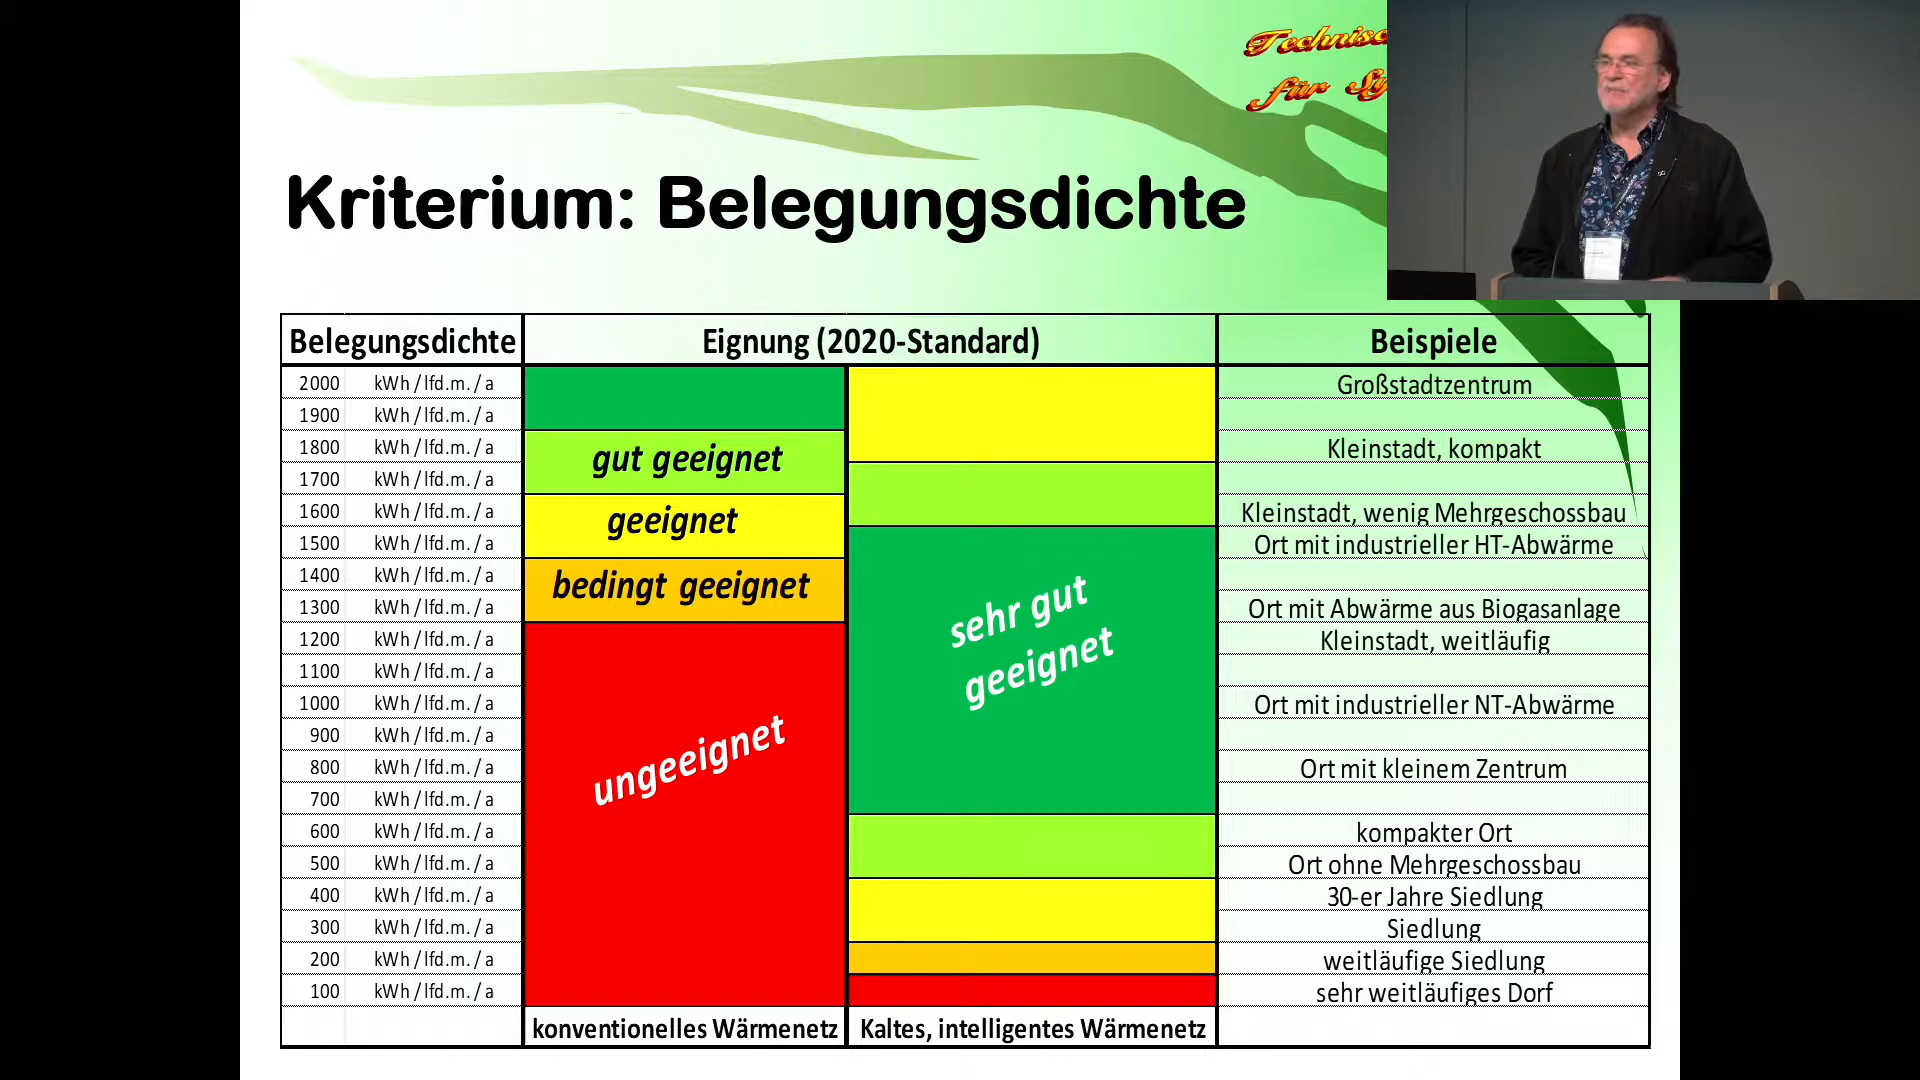 Technisc
für Sy
Kriterium: Belegungsdichte
Belegungsdichte Eignung (2020-Standard) Beispiele
2000 kWh / lfd.m. / a Großstadtzentrum
1900 kWh / lfd.m. / a
1800 kWh / lfd.m. / a gut geeignet Kleinstadt, kompakt
1700 kWh / lfd.m. / a
1600 kWh / lfd.m. / a geeignet Kleinstadt, wenig Mehrgeschossbau
1500 kWh / lfd.m. / a Ort mit industrieller HT-Abwärme
1400 kWh / lfd.m. / a bedingt geeignet
1300 kWh / lfd.m. / a sehr gut Ort mit Abwärme aus Biogasanlage
1200 kWh / lfd.m. / a geeignet Kleinstadt, weitläufig
1100 kWh / lfd.m. / a
1000 kWh / lfd.m. / a Ort mit industrieller NT-Abwärme
900 kWh / lfd.m. / a ungeeignet
800 kWh / lfd.m. / a Ort mit kleinem Zentrum
700 kWh / lfd.m. / a
600 kWh / lfd.m. / a kompakter Ort
500 kWh / lfd.m. / a Ort ohne Mehrgeschossbau
400 kWh / lfd.m. / a 30-er Jahre Siedlung
300 kWh / lfd.m. / a Siedlung
200 kWh / lfd.m. / a weitläufige Siedlung
100 kWh / lfd.m. / a sehr weitläufiges Dorf
konventionelles Wärmenetz Kaltes, intelligentes Wärmenetz